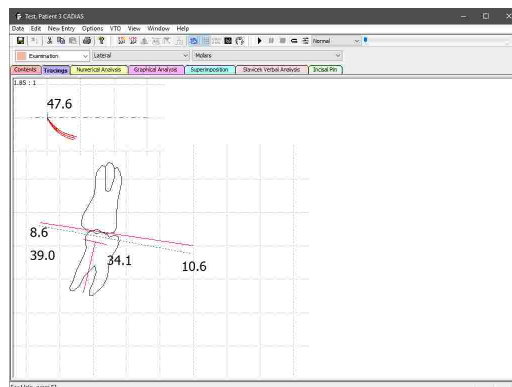 Test, Patient 3 CADIAS
Date Edit New Entry Options VTO View Window Help
Normal
Examination Lateral Molars
Contents Tracings Numerical Analysis Graphical Analysis Superimposition Slavicek Verbal Analysis Incisal Pin
1.85 : 1
47.6
8.6
39.0
34.1
10.6